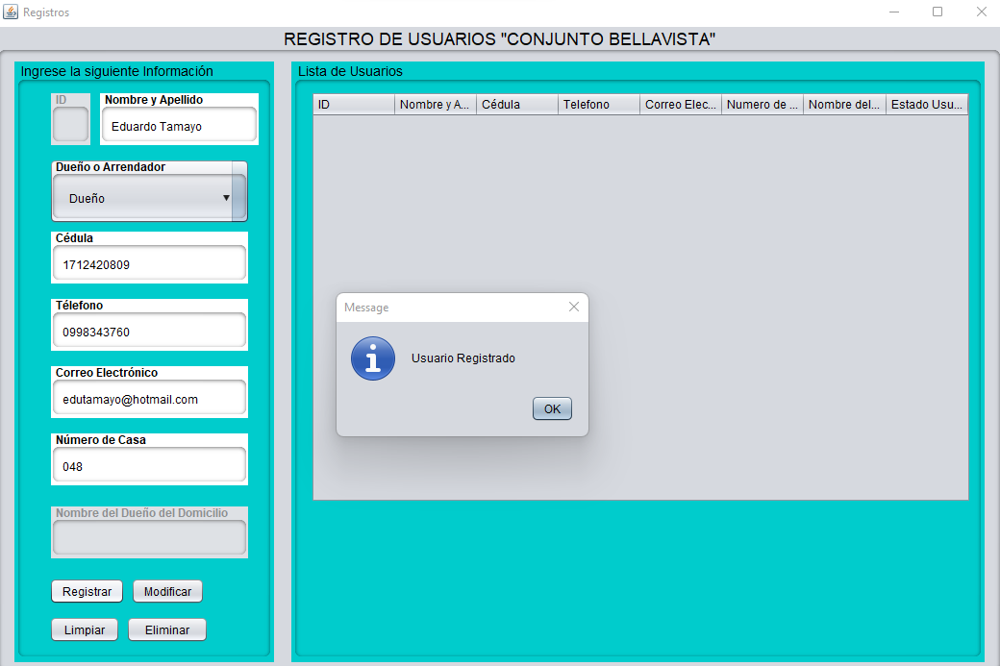 Registros
REGISTRO DE USUARIOS "CONJUNTO BELLAVISTA"
Ingrese la siguiente Información
ID
Nombre y Apellido
Eduardo Tamayo
Dueño o Arrendador
Dueño
Cédula
1712420809
Télefono
0998343760
Correo Electrónico
edutamayo@hotmail.com
Número de Casa
048
Nombre del Dueño del Domicilio
Registrar Modificar
Limpiar Eliminar
Lista de Usuarios
ID Nombre y A... Cédula Telefono Correo Elec... Numero de ... Nombre del... Estado Usu...
Message
Usuario Registrado
OK